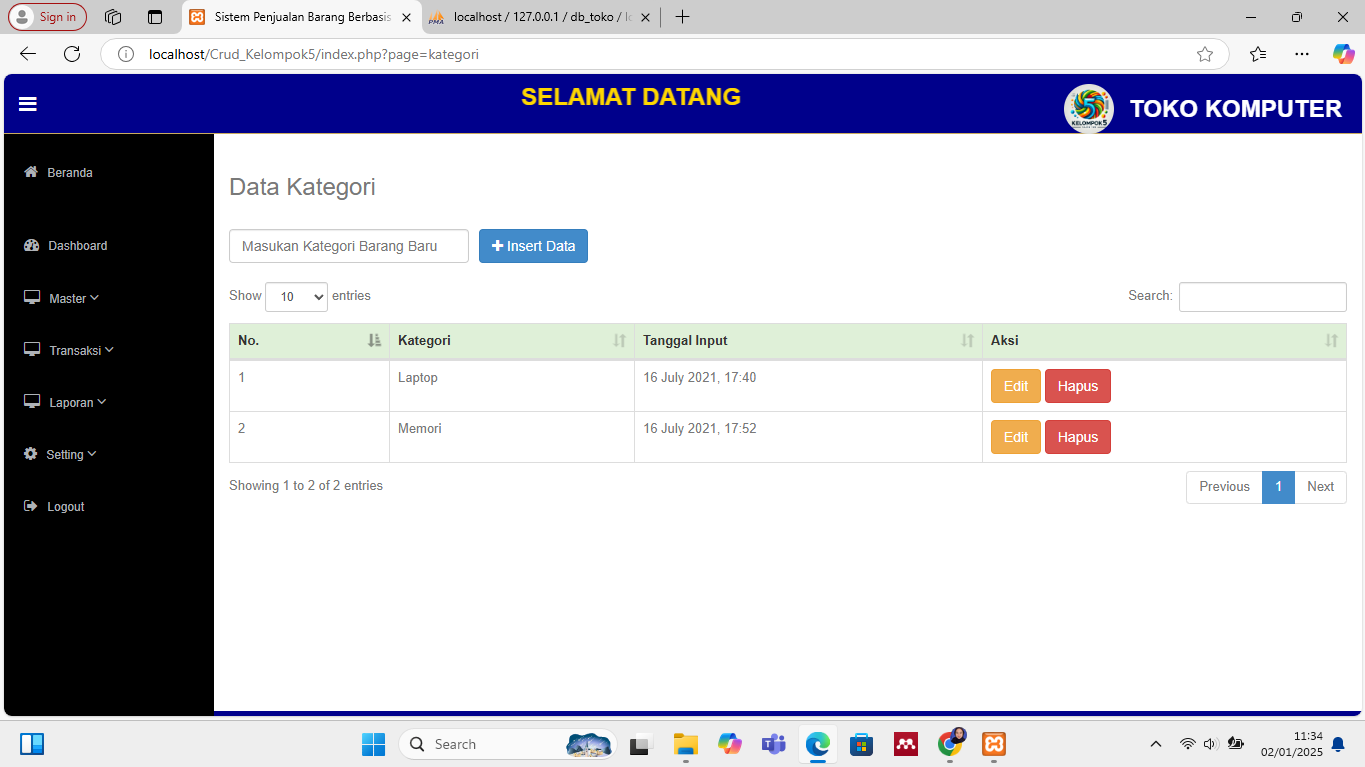 Sign in
Sistem Penjualan Barang Berbasis
localhost / 127.0.0.1 / db_toko /
localhost/Crud_Kelompok5/index.php?page=kategori
SELAMAT DATANG
KELOMPOK 5
TOKO KOMPUTER
Beranda
Dashboard
Master
Transaksi
Laporan
Setting
Logout
Data Kategori
Masukan Kategori Barang Baru
Insert Data
Show 10 entries
Search:
No. Kategori Tanggal Input Aksi
1 Laptop 16 July 2021, 17:40 Edit Hapus
2 Memori 16 July 2021, 17:52 Edit Hapus
Showing 1 to 2 of 2 entries
Previous 1 Next
Search
11:34
02/01/2025